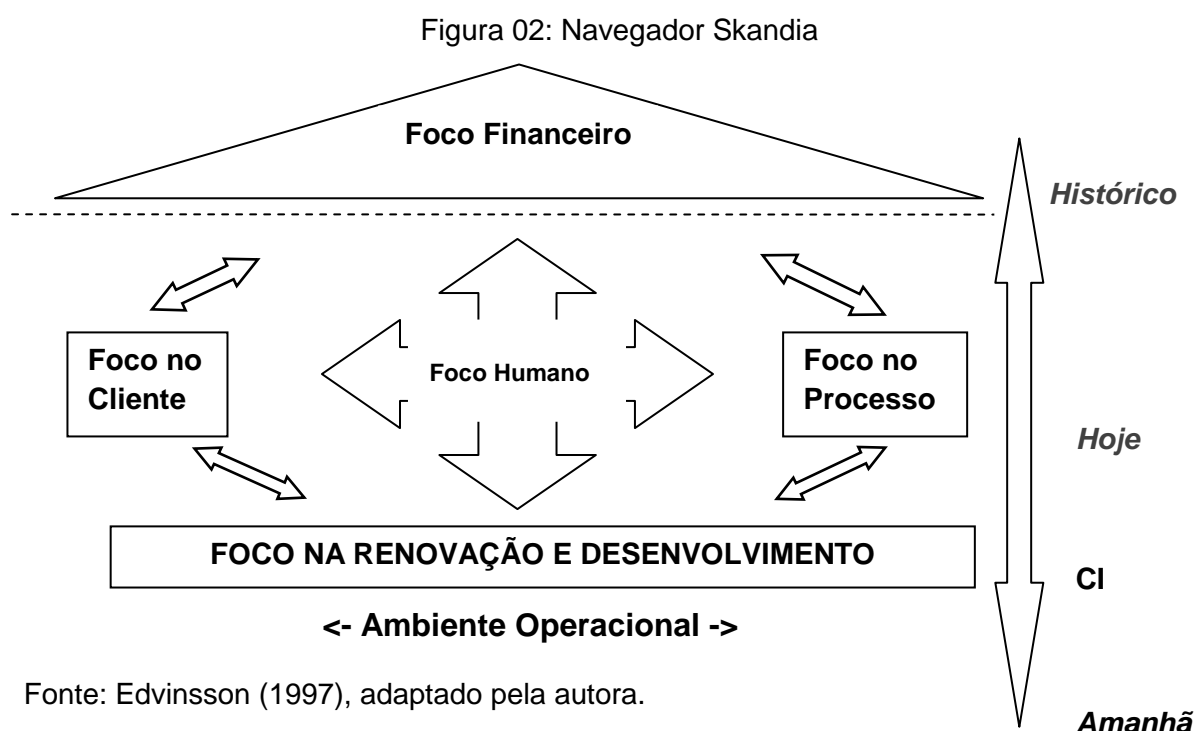 Figura 02: Navegador Skandia
Foco Financeiro
Histórico
Foco no
Cliente
Foco Humano
Foco no
Processo
Hoje
FOCO NA RENOVAÇÃO E DESENVOLVIMENTO
CI
<- Ambiente Operacional ->
Fonte: Edvinsson (1997), adaptado pela autora.
Amanhã